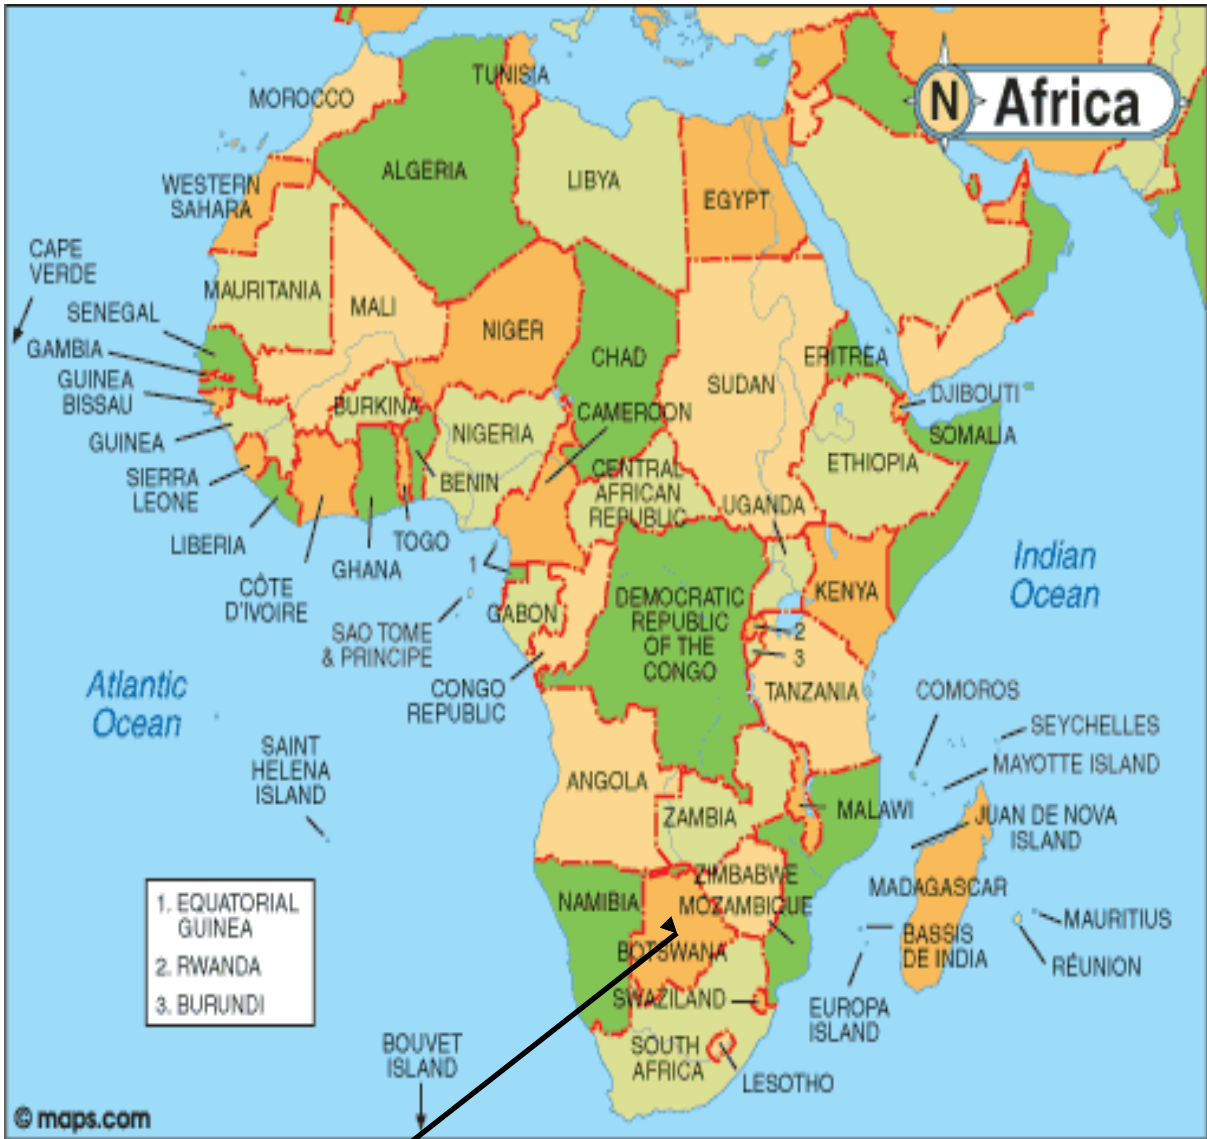 N Africa
TUNISIA
MOROCCO
ALGERIA
LIBYA
EGYPT
WESTERN
SAHARA
CAPE
VERDE
MAURITANIA
MALI
NIGER
CHAD
SUDAN
ERITREA
SENEGAL
GAMBIA
GUINEA
BISSAU
GUINEA
SIERRA
LEONE
LIBERIA
CÔTE
D'IVOIRE
GHANA
TOGO
BENIN
BURKINA
NIGERIA
CAMEROON
CENTRAL
AFRICAN
REPUBLIC
DJIBOUTI
SOMALIA
ETHIOPIA
UGANDA
KENYA
Indian
Ocean
1
GABON
SAO TOME
& PRINCIPE
CONGO
REPUBLIC
DEMOCRATIC
REPUBLIC
OF THE
CONGO
2
3
TANZANIA
Atlantic
Ocean
SAINT
HELENA
ISLAND
COMOROS
SEYCHELLES
MAYOTTE ISLAND
JUAN DE NOVA
ISLAND
ANGOLA
ZAMBIA
MALAWI
ZIMBABWE
MOZAMBIQUE
MADAGASCAR
MAURITIUS
RÉUNION
BASSIS
DE INDIA
EUROPA
ISLAND
NAMIBIA
BOTSWANA
SWAZILAND
SOUTH
AFRICA
LESOTHO
1. EQUATORIAL
GUINEA
2. RWANDA
3. BURUNDI
BOUVET
ISLAND
© maps.com